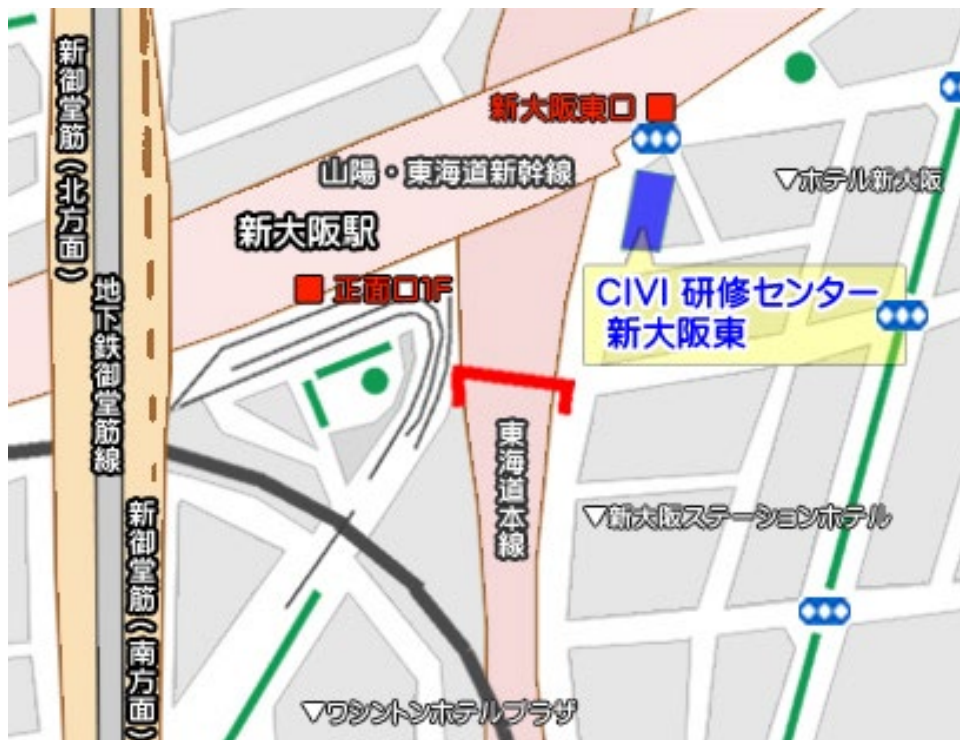 新御堂筋(北方面)
新大阪東口
山陽・東海道新幹線
▼ホテル新大阪
新大阪駅
正面口1F
地下鉄御堂筋線
CIVI 研修センター
新大阪東
東海道本線
新御堂筋(南方面)
▼新大阪ステーションホテル
▼ワシントンホテルプラザ